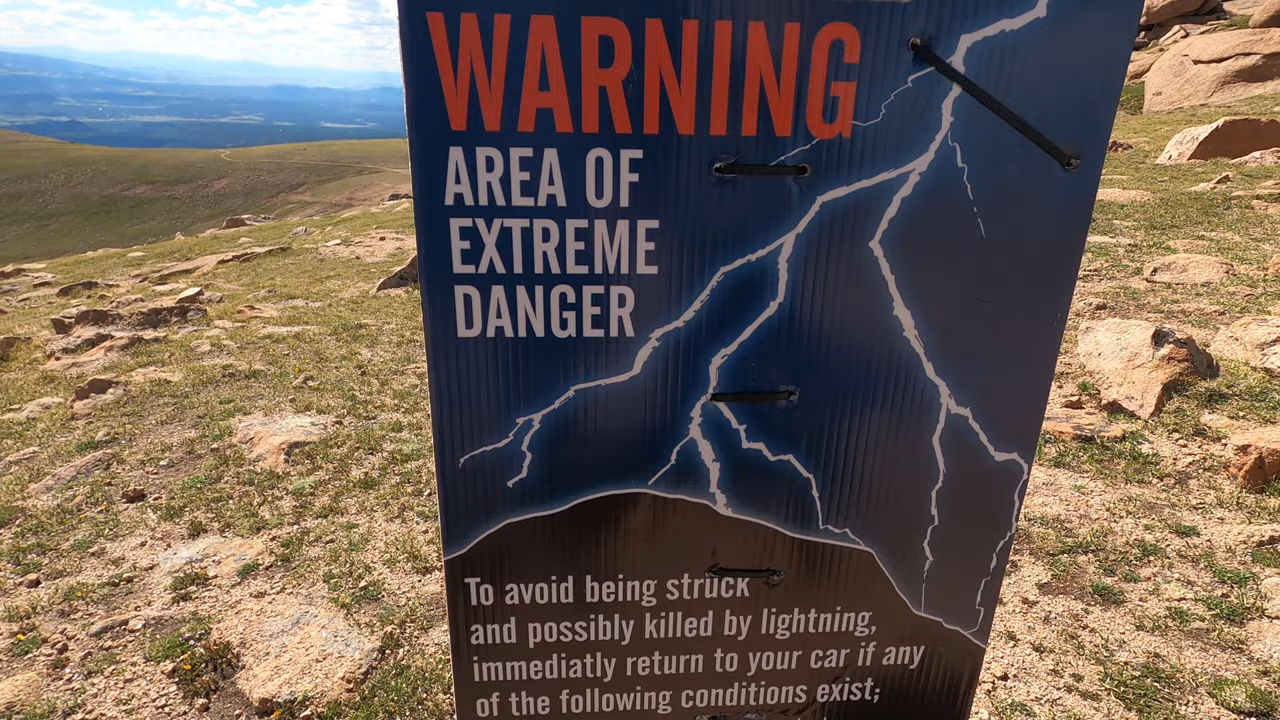 WARNING
AREA OF
EXTREME
DANGER
To avoid being struck
and possibly killed by lightning,
immediatly return to your car if any
of the following conditions exist;